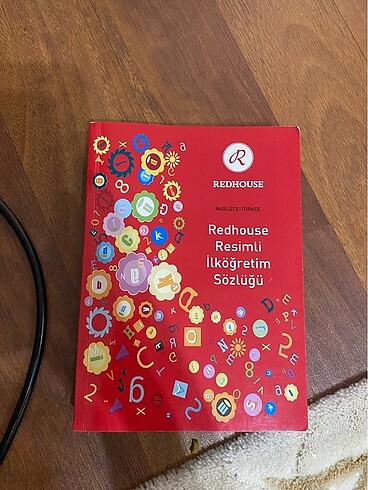 R
REDHOUSE
İNGİLİZCE-TÜRKÇE
Redhouse
Resimli
İlköğretim
Sözlüğü